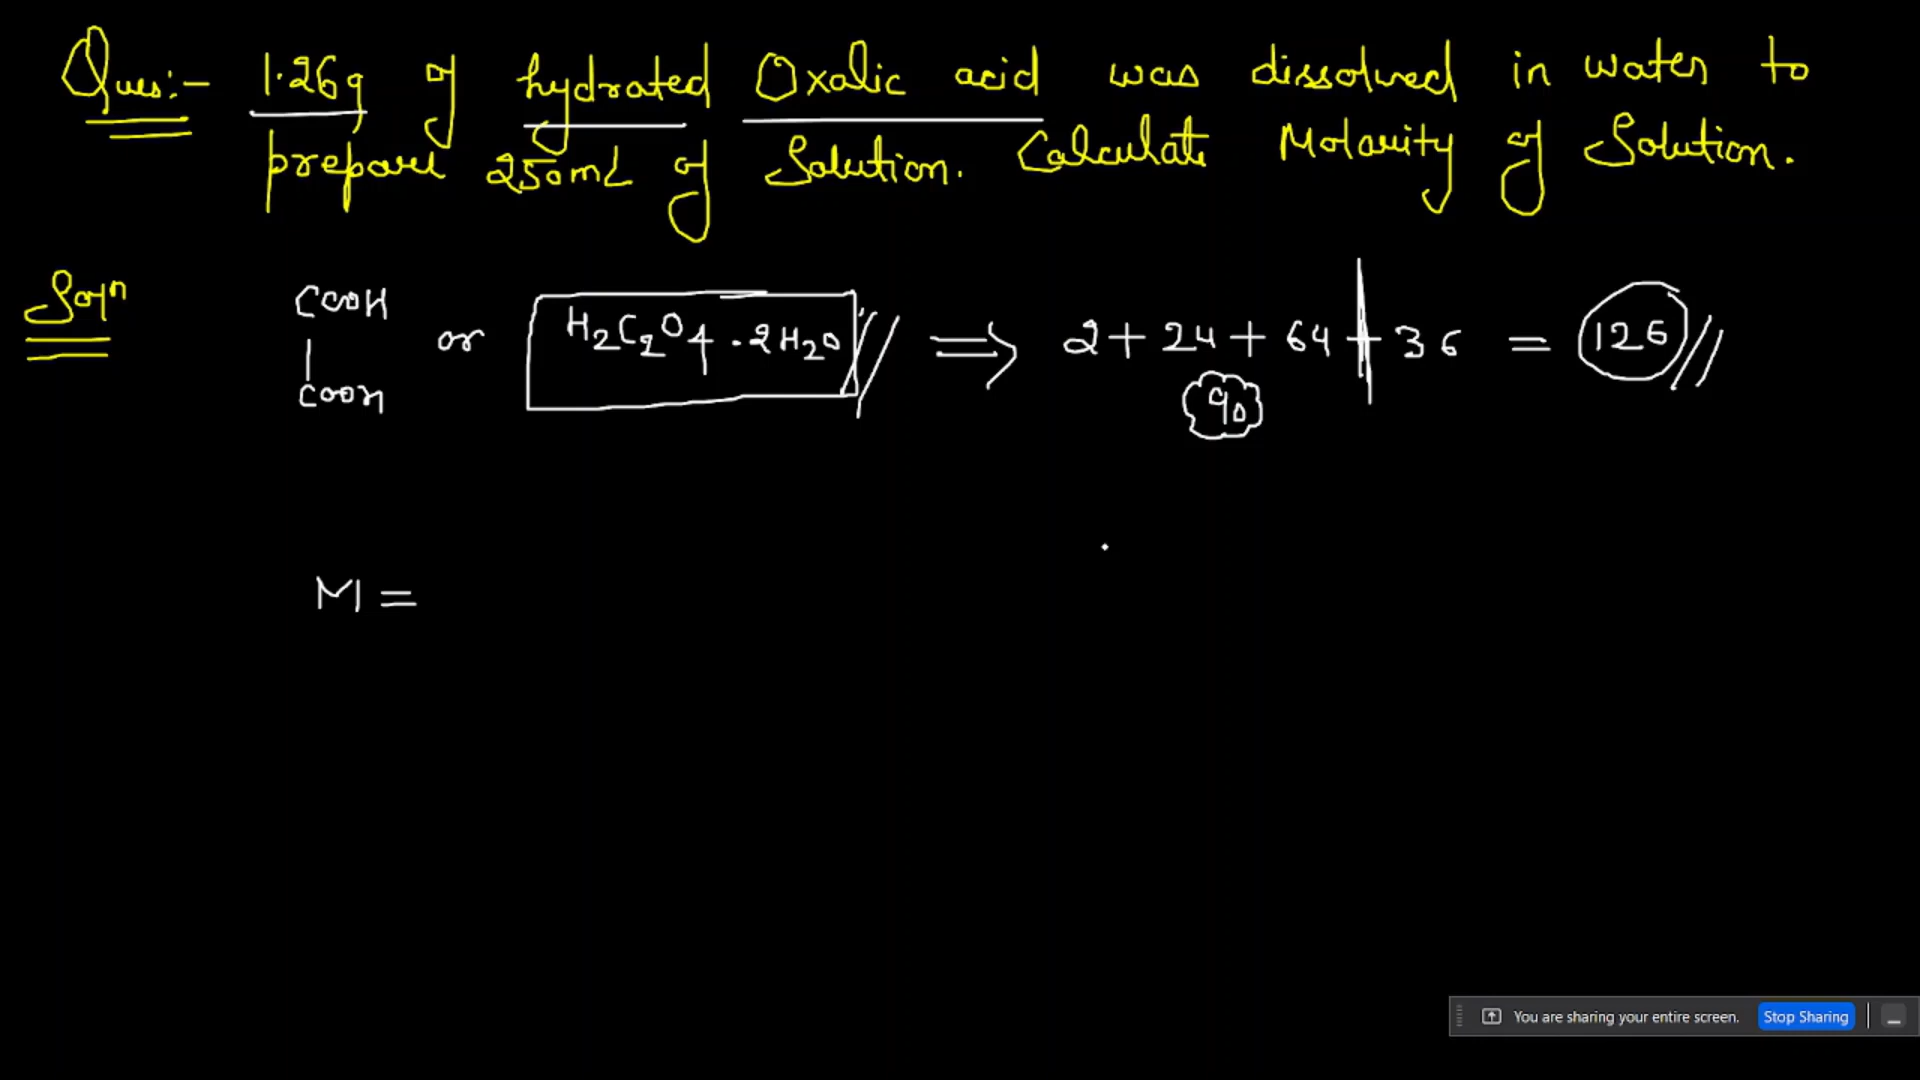 Ques:- 1.26g of hydrated Oxalic acid was dissolved in water to
prepare 250mL of Solution. Calculate Molarity of Solution.
Solⁿ
COOH
|
COOH
or H₂C₂O₄·2H₂O ⇒ 2+24+64+36 = 126
90
M =
You are sharing your entire screen. Stop Sharing